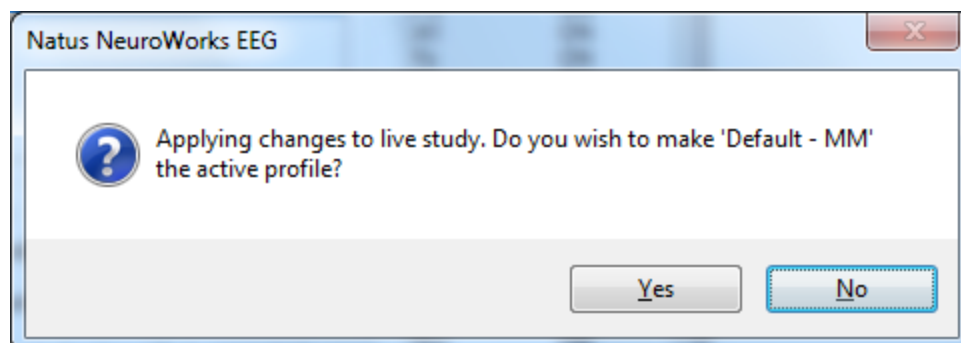 Natus NeuroWorks EEG
Applying changes to live study. Do you wish to make 'Default - MM'
the active profile?
Yes
No